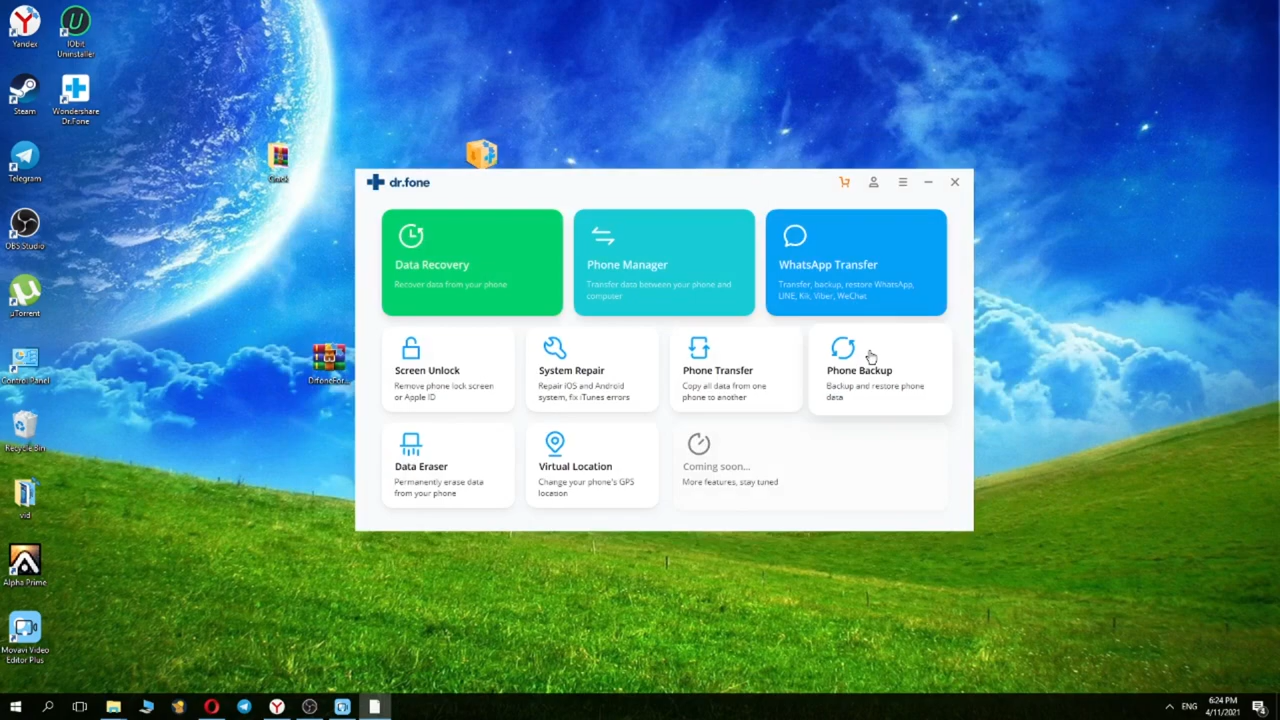 Yandex
IObit
Uninstaller
Steam
Wondershare
Dr.Fone
Telegram
Crack
OBS Studio
µTorrent
Control Panel
DrfoneFor...
Recycle Bin
vid
Alpha Prime
Movavi Video
Editor Plus
dr.fone
Data Recovery
Recover data from your phone
Phone Manager
Transfer data between your phone and
computer
WhatsApp Transfer
Transfer, backup, restore WhatsApp,
LINE, Kik, Viber, WeChat
Screen Unlock
Remove phone lock screen
or Apple ID
System Repair
Repair iOS and Android
system, fix iTunes errors
Phone Transfer
Copy all data from one
phone to another
Phone Backup
Backup and restore phone
data
Data Eraser
Permanently erase data
from your phone
Virtual Location
Change your phone's GPS
location
Coming soon...
More features, stay tuned
ENG
6:24 PM
4/11/2021
4